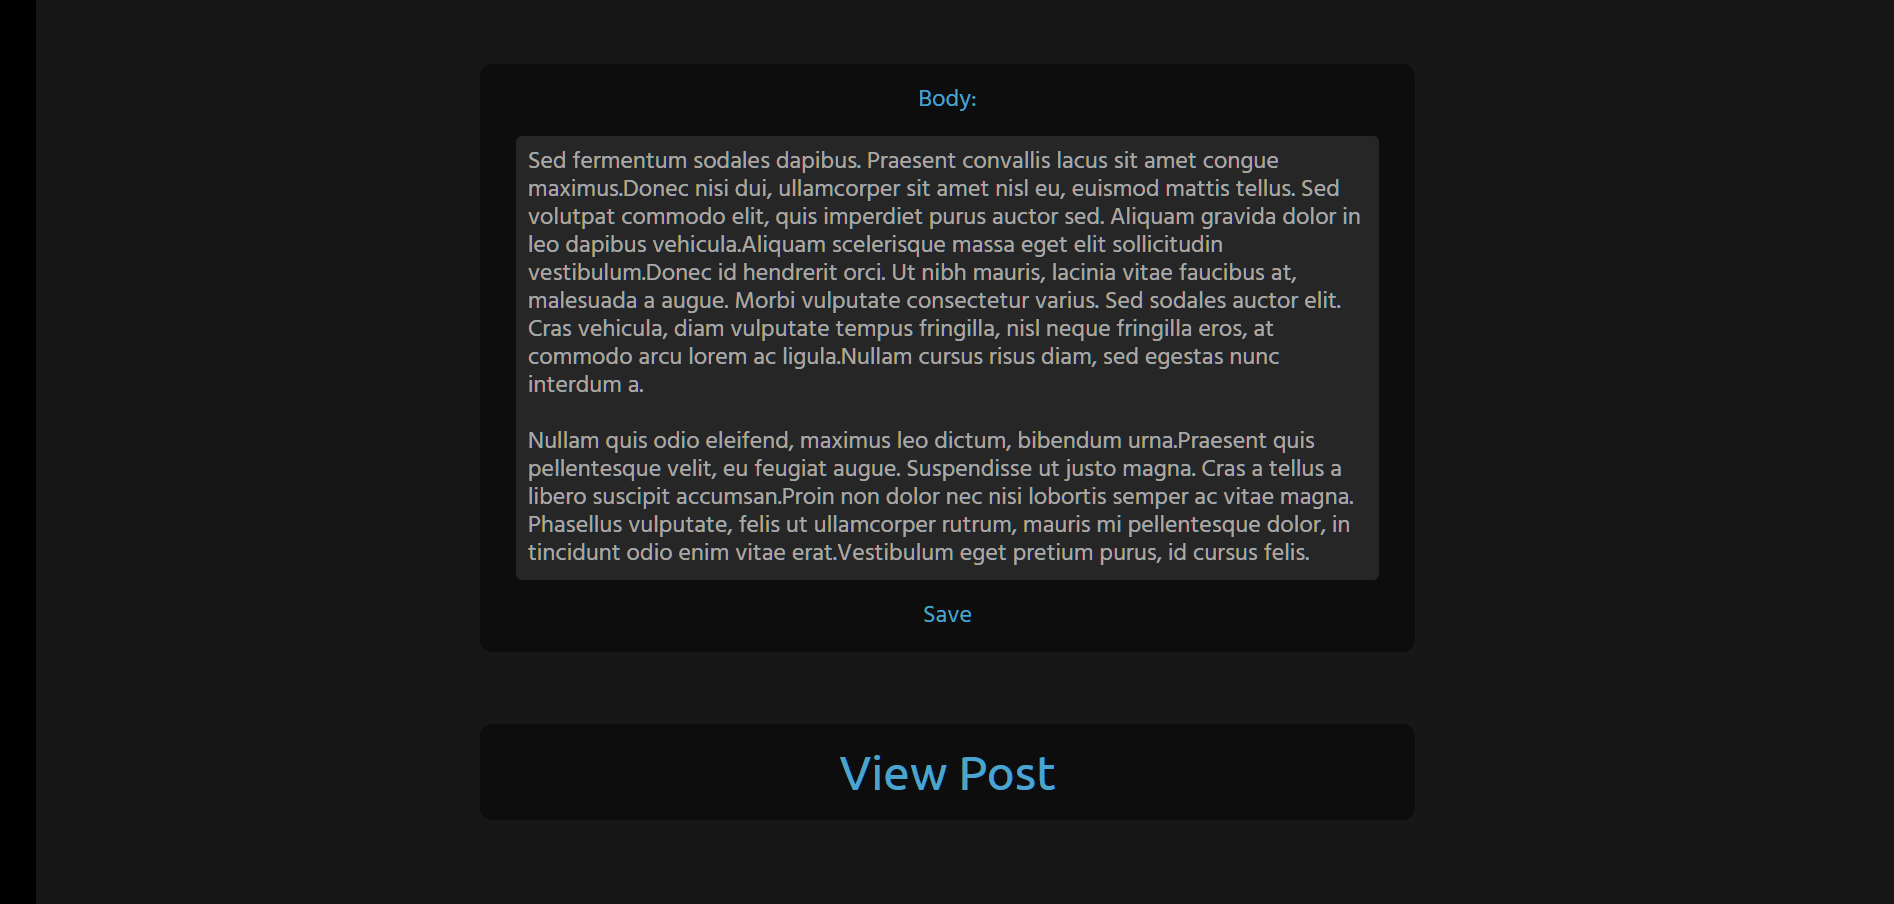 Body:
Sed fermentum sodales dapibus. Praesent convallis lacus sit amet congue
maximus.Donec nisi dui, ullamcorper sit amet nisl eu, euismod mattis tellus. Sed
volutpat commodo elit, quis imperdiet purus auctor sed. Aliquam gravida dolor in
leo dapibus vehicula.Aliquam scelerisque massa eget elit sollicitudin
vestibulum.Donec id hendrerit orci. Ut nibh mauris, lacinia vitae faucibus at,
malesuada a augue. Morbi vulputate consectetur varius. Sed sodales auctor elit.
Cras vehicula, diam vulputate tempus fringilla, nisl neque fringilla eros, at
commodo arcu lorem ac ligula.Nullam cursus risus diam, sed egestas nunc
interdum a.
Nullam quis odio eleifend, maximus leo dictum, bibendum urna.Praesent quis
pellentesque velit, eu feugiat augue. Suspendisse ut justo magna. Cras a tellus a
libero suscipit accumsan.Proin non dolor nec nisi lobortis semper ac vitae magna.
Phasellus vulputate, felis ut ullamcorper rutrum, mauris mi pellentesque dolor, in
tincidunt odio enim vitae erat.Vestibulum eget pretium purus, id cursus felis.
Save
View Post